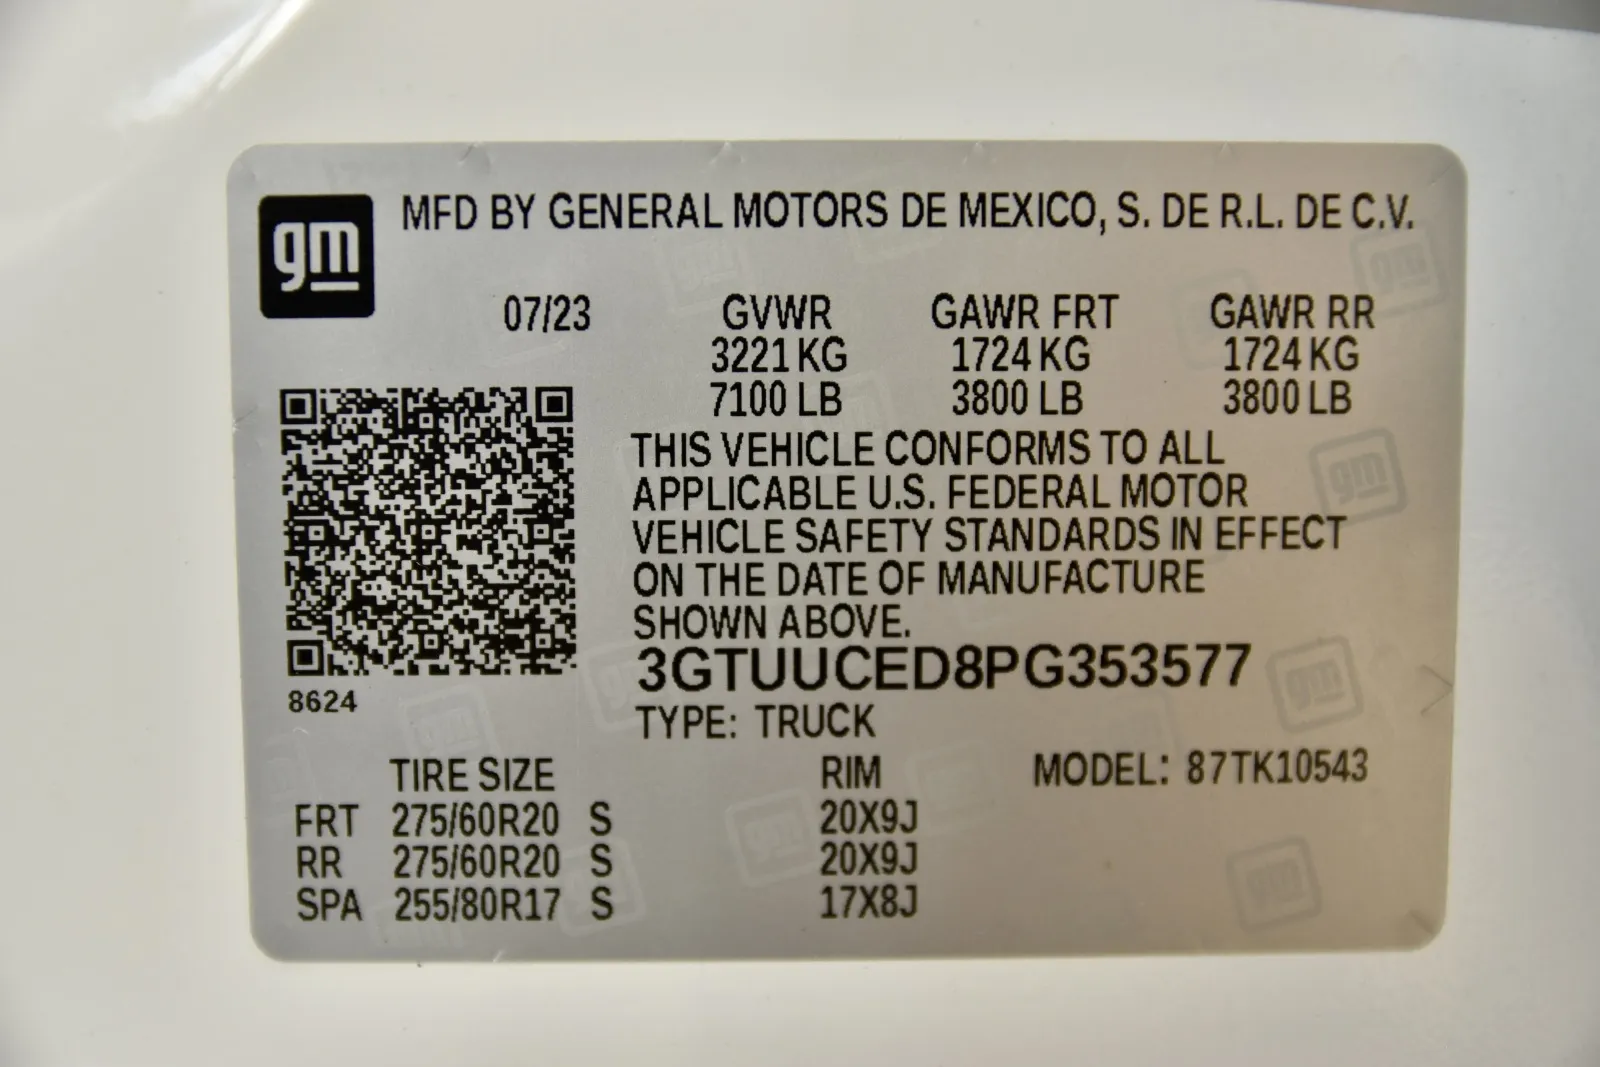 gm
MFD BY GENERAL MOTORS DE MEXICO, S. DE R.L. DE C.V.
07/23 GVWR GAWR FRT GAWR RR
3221 KG 1724 KG 1724 KG
7100 LB 3800 LB 3800 LB
THIS VEHICLE CONFORMS TO ALL
APPLICABLE U.S. FEDERAL MOTOR
VEHICLE SAFETY STANDARDS IN EFFECT
ON THE DATE OF MANUFACTURE
SHOWN ABOVE.
3GTUUCED8PG353577
8624
TYPE: TRUCK
TIRE SIZE RIM MODEL: 87TK10543
FRT 275/60R20 S 20X9J
RR 275/60R20 S 20X9J
SPA 255/80R17 S 17X8J